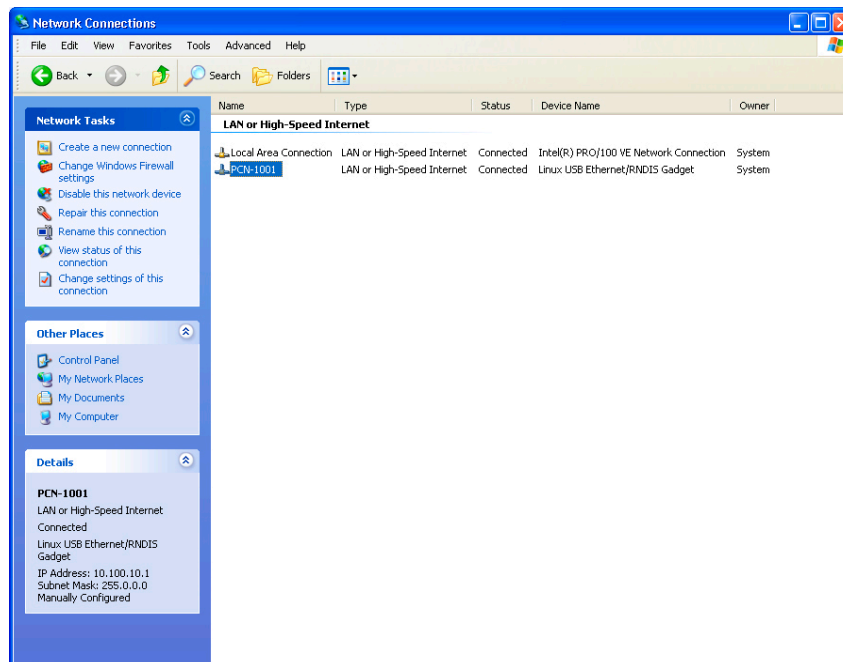 Network Connections
File Edit View Favorites Tools Advanced Help
Back Search Folders
Network Tasks
Create a new connection
Change Windows Firewall
settings
Disable this network device
Repair this connection
Rename this connection
View status of this
connection
Change settings of this
connection
Other Places
Control Panel
My Network Places
My Documents
My Computer
Details
PCN-1001
LAN or High-Speed Internet
Connected
Linux USB Ethernet/RNDIS
Gadget
IP Address: 10.100.10.1
Subnet Mask: 255.0.0.0
Manually Configured
Name Type Status Device Name Owner
LAN or High-Speed Internet
Local Area Connection LAN or High-Speed Internet Connected Intel(R) PRO/100 VE Network Connection System
PCN-1001 LAN or High-Speed Internet Connected Linux USB Ethernet/RNDIS Gadget System